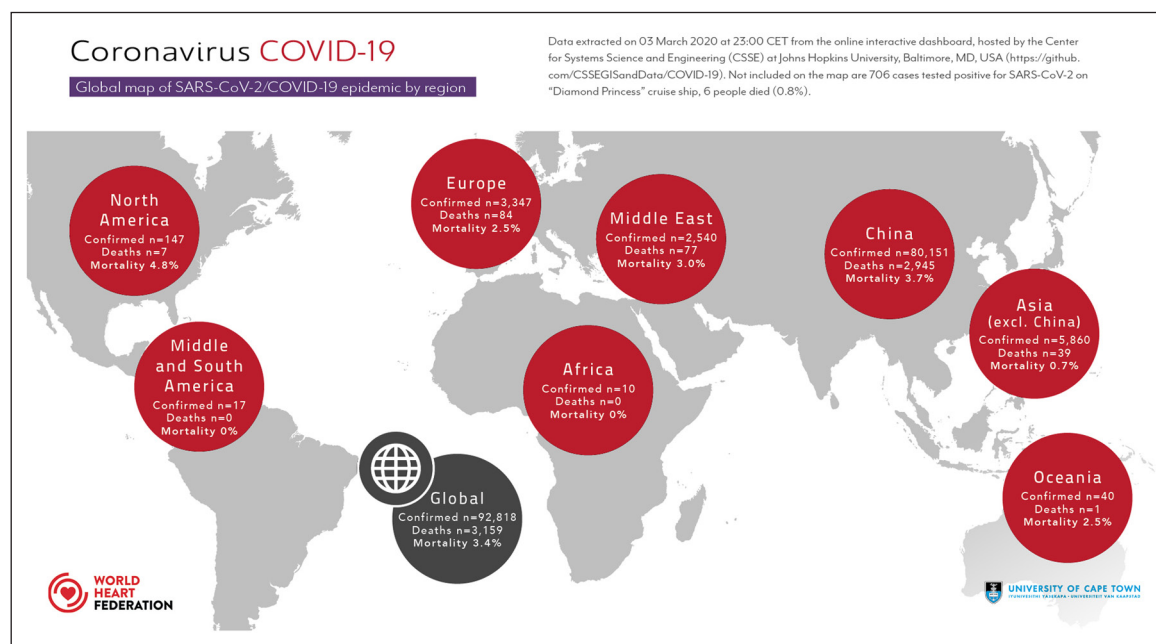 Coronavirus COVID-19
Global map of SARS-CoV-2/COVID-19 epidemic by region
Data extracted on 03 March 2020 at 23:00 CET from the online interactive dashboard, hosted by the Center
for Systems Science and Engineering (CSSE) at Johns Hopkins University, Baltimore, MD, USA (https://github.
com/CSSEGISandData/COVID-19). Not included on the map are 706 cases tested positive for SARS-CoV-2 on
"Diamond Princess" cruise ship, 6 people died (0.8%).
North
America
Confirmed n=147
Deaths n=7
Mortality 4.8%
Europe
Confirmed n=3,347
Deaths n=84
Mortality 2.5%
Middle East
Confirmed n=2,540
Deaths n=77
Mortality 3.0%
China
Confirmed n=80,151
Deaths n=2,945
Mortality 3.7%
Asia
(excl. China)
Confirmed n=5,860
Deaths n=39
Mortality 0.7%
Middle
and South
America
Confirmed n=17
Deaths n=0
Mortality 0%
Africa
Confirmed n=10
Deaths n=0
Mortality 0%
Global
Confirmed n=92,818
Deaths n=3,159
Mortality 3.4%
Oceania
Confirmed n=40
Deaths n=1
Mortality 2.5%
WORLD
HEART
FEDERATION
UNIVERSITY OF CAPE TOWN